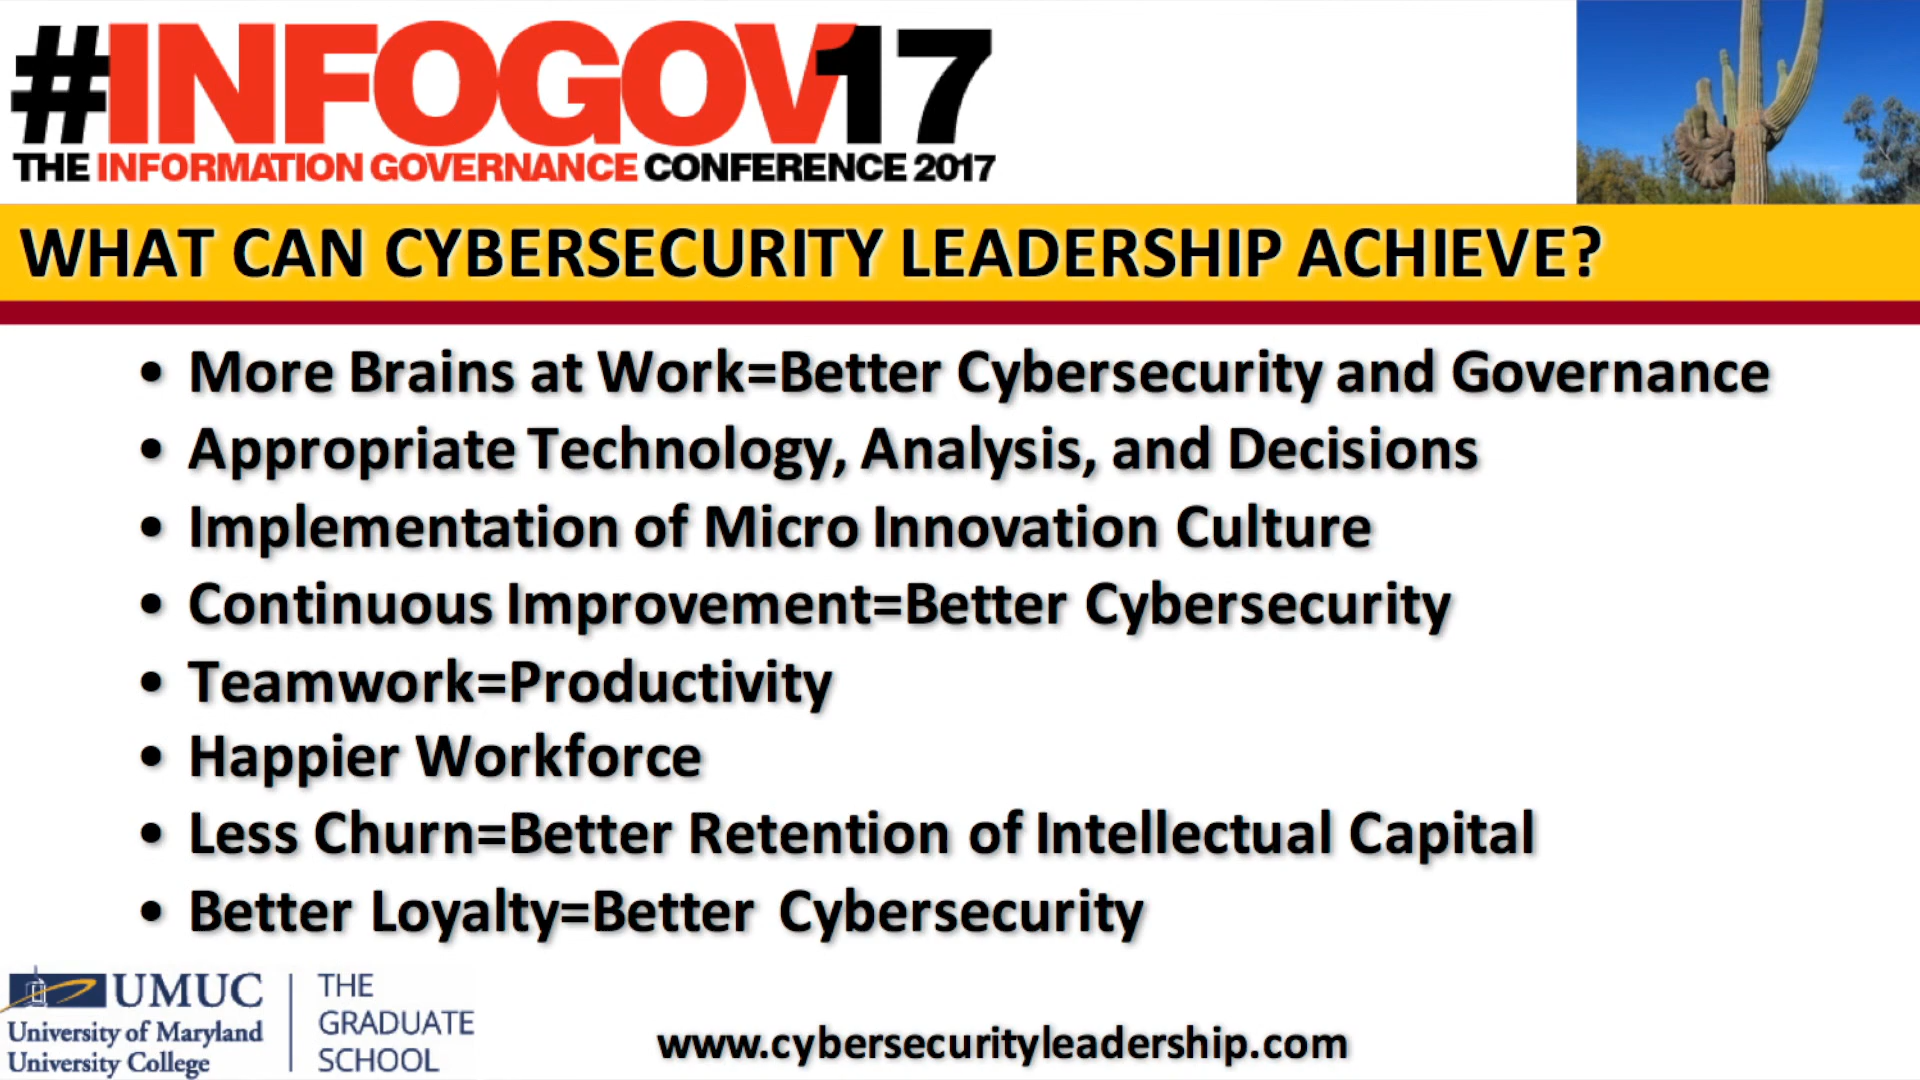 #INFOGOV17
THE INFORMATION GOVERNANCE CONFERENCE 2017
WHAT CAN CYBERSECURITY LEADERSHIP ACHIEVE?
• More Brains at Work=Better Cybersecurity and Governance
• Appropriate Technology, Analysis, and Decisions
• Implementation of Micro Innovation Culture
• Continuous Improvement=Better Cybersecurity
• Teamwork=Productivity
• Happier Workforce
• Less Churn=Better Retention of Intellectual Capital
• Better Loyalty=Better Cybersecurity
UMUC
University of Maryland
University College
THE
GRADUATE
SCHOOL
www.cybersecurityleadership.com